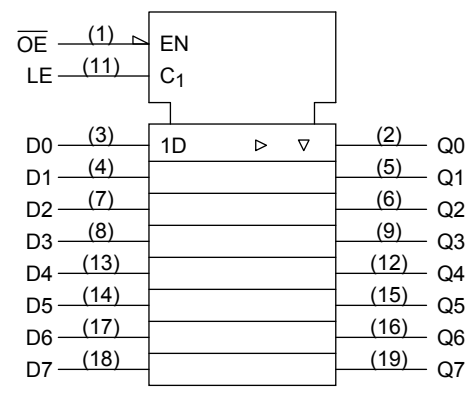 OE (1) EN
LE (11) C1
D0 (3) 1D (2) Q0
D1 (4) (5) Q1
D2 (7) (6) Q2
D3 (8) (9) Q3
D4 (13) (12) Q4
D5 (14) (15) Q5
D6 (17) (16) Q6
D7 (18) (19) Q7